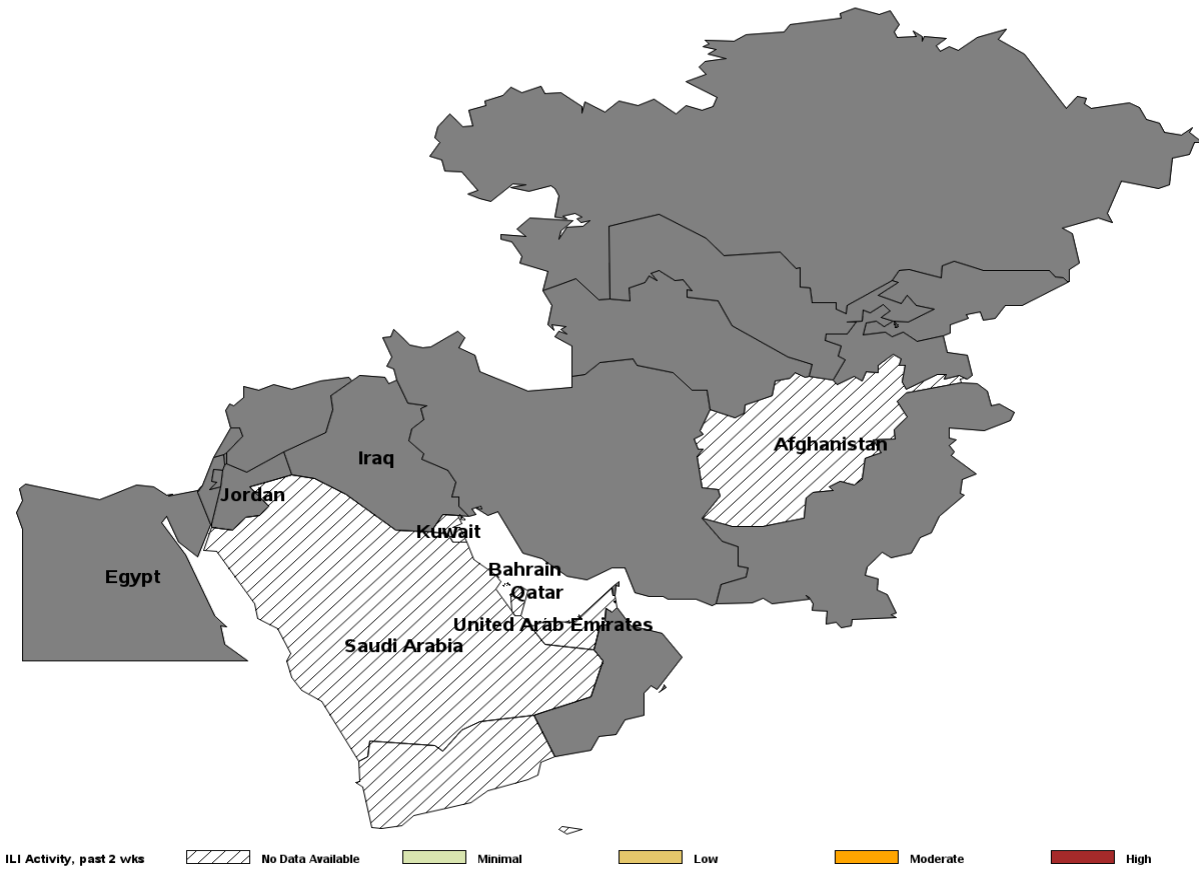 Afghanistan
Iraq
Jordan
Kuwait
Bahrain
Egypt
Qatar
United Arab Emirates
Saudi Arabia
ILI Activity, past 2 wks
No Data Available
Minimal
Low
Moderate
High